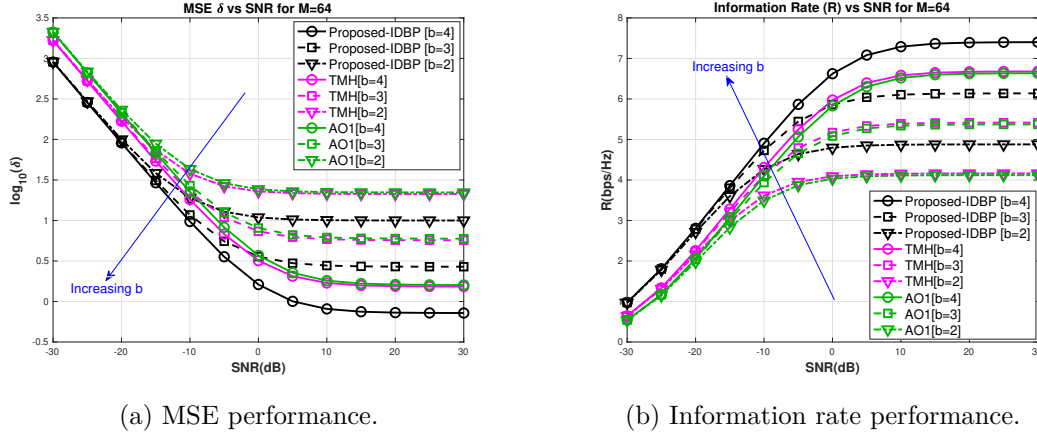 MSE δ vs SNR for M=64
3.5
3
2.5
2
1.5
1
0.5
0
-0.5
log10(δ)
-30
-20
-10
0
10
20
30
SNR(dB)
Proposed-IDBP [b=4]
Proposed-IDBP [b=3]
Proposed-IDBP [b=2]
TMH[b=4]
TMH[b=3]
TMH[b=2]
AO1[b=4]
AO1[b=3]
AO1[b=2]
Increasing b
(a) MSE performance.
Information Rate (R) vs SNR for M=64
8
7
6
5
4
3
2
1
0
R(bps/Hz)
-30
-20
-10
0
10
20
30
SNR(dB)
Increasing b
Proposed-IDBP [b=4]
Proposed-IDBP [b=3]
Proposed-IDBP [b=2]
TMH[b=4]
TMH[b=3]
TMH[b=2]
AO1[b=4]
AO1[b=3]
AO1[b=2]
(b) Information rate performance.